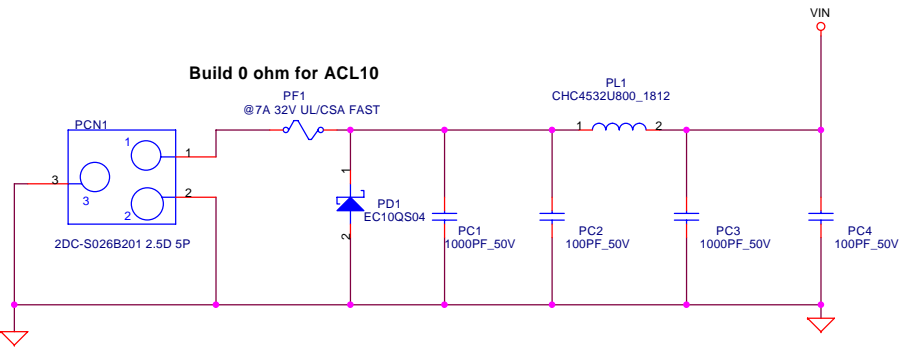 VIN
Build 0 ohm for ACL10
PF1
@7A 32V UL/CSA FAST
PL1
CHC4532U800_1812
PCN1
1
1
1
2
3
3
2
2
1
PD1
EC10QS04
2
PC1
1000PF_50V
PC2
100PF_50V
PC3
1000PF_50V
PC4
100PF_50V
2DC-S026B201 2.5D 5P